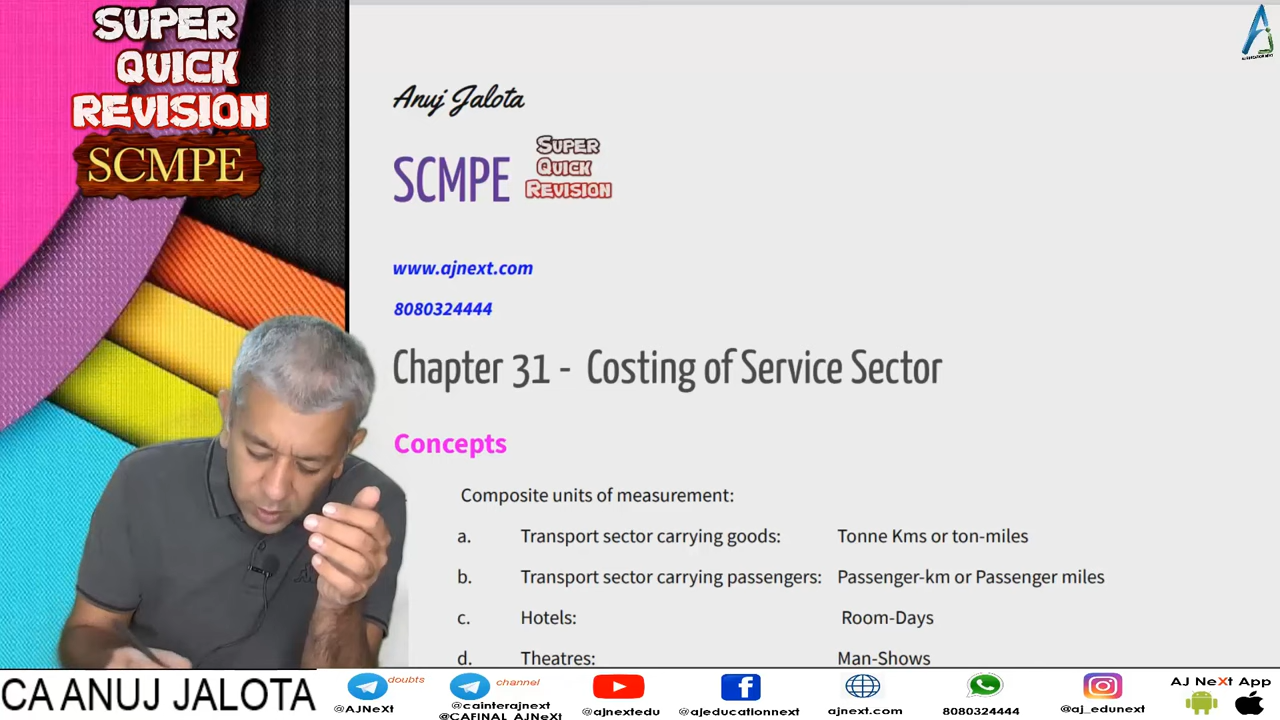 SUPER
QUICK
REVISION
SCMPE
Anuj Jalota
SCMPE
SUPER
QUICK
REVISION
www.ajnext.com
8080324444
Chapter 31 - Costing of Service Sector
Concepts
Composite units of measurement:
a. Transport sector carrying goods: Tonne Kms or ton-miles
b. Transport sector carrying passengers: Passenger-km or Passenger miles
c. Hotels: Room-Days
d. Theatres: Man-Shows
CA ANUJ JALOTA
doubts
@AJNeXt
channel
@cainterajnext
@CAFINAL_AJNeXt
@ajnextedu
@ajeducationnext
ajnext.com
8080324444
@aj_edunext
AJ NeXt App